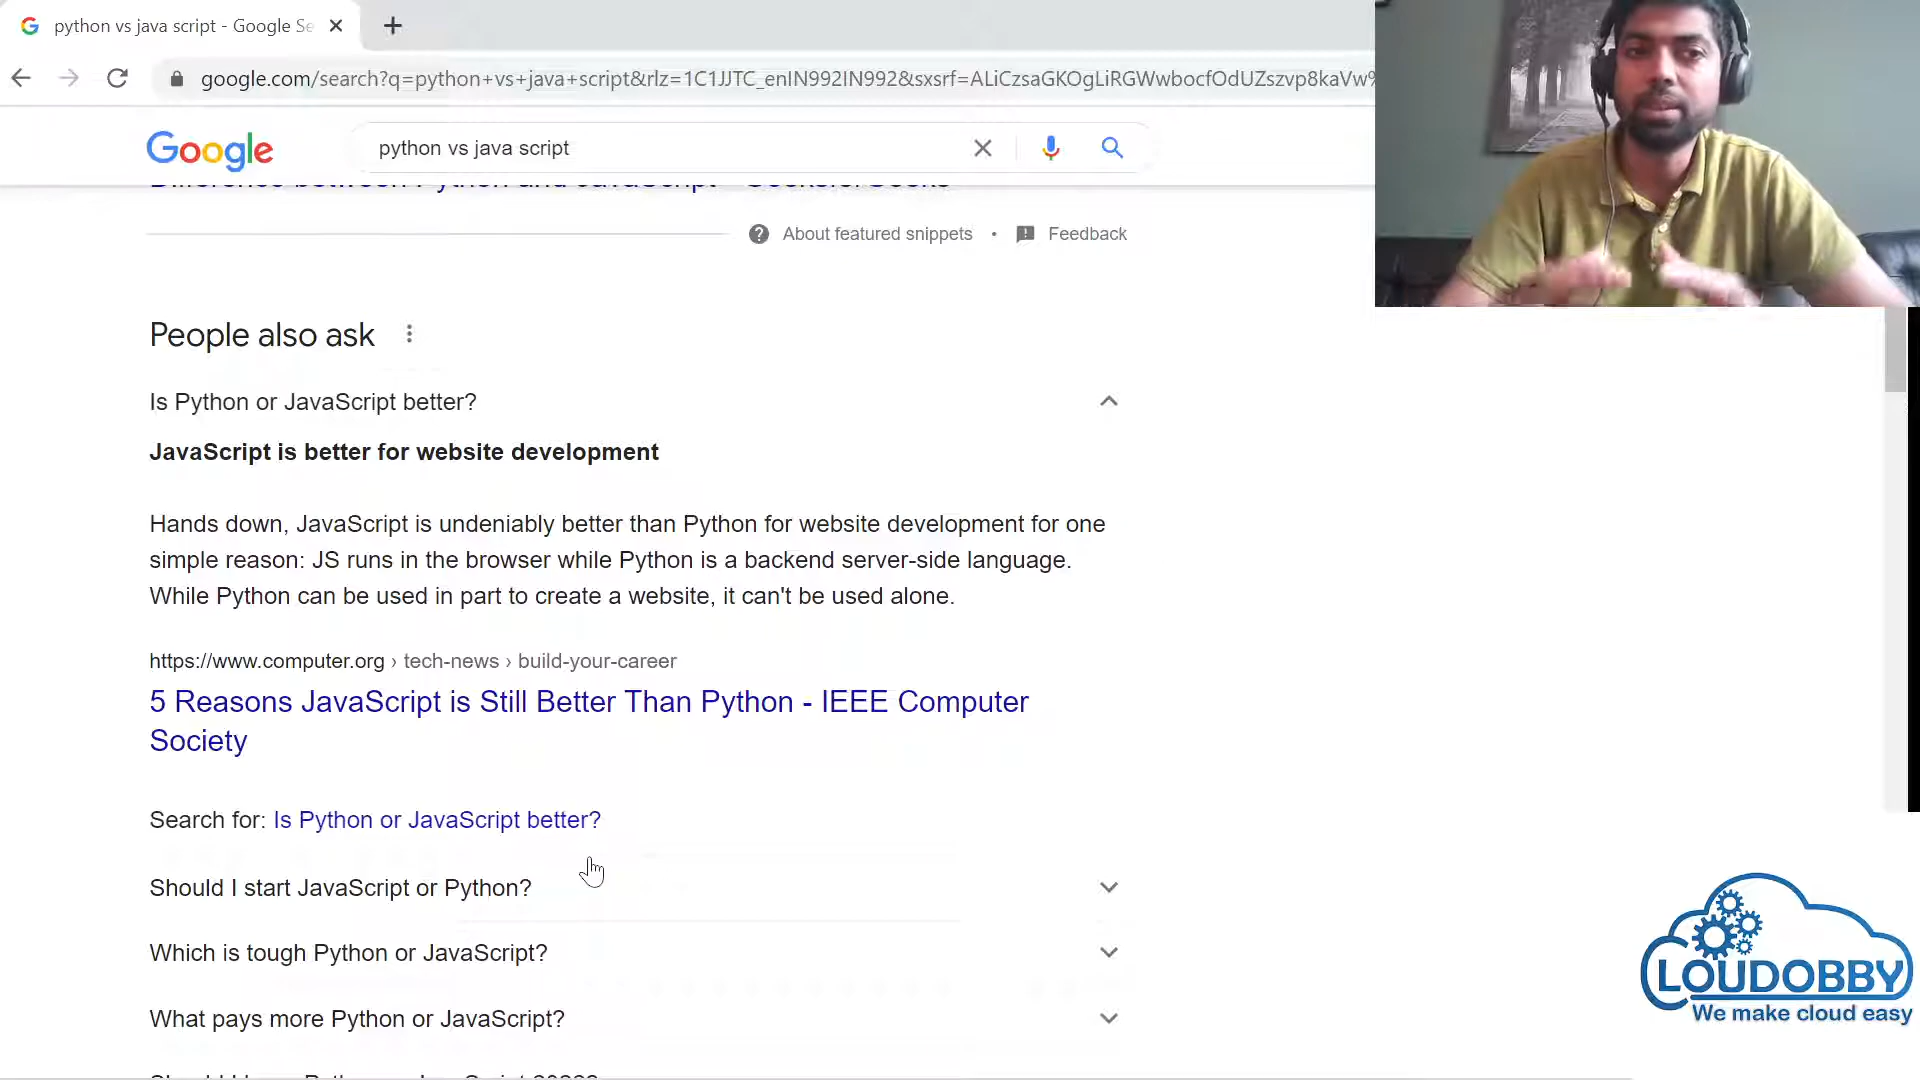 python vs java script - Google Se
google.com/search?q=python+vs+java+script&rlz=1C1JJTC_enIN992IN992&sxsrf=ALiCzsaGKOgLiRGWwbocfOdUZszvp8kaVw%
Google
python vs java script
Difference between Python and JavaScript - GeeksforGeeks
About featured snippets • Feedback
People also ask
Is Python or JavaScript better?
JavaScript is better for website development
Hands down, JavaScript is undeniably better than Python for website development for one
simple reason: JS runs in the browser while Python is a backend server-side language.
While Python can be used in part to create a website, it can't be used alone.
https://www.computer.org › tech-news › build-your-career
5 Reasons JavaScript is Still Better Than Python - IEEE Computer
Society
Search for: Is Python or JavaScript better?
Should I start JavaScript or Python?
Which is tough Python or JavaScript?
What pays more Python or JavaScript?
LOUDOBBY
We make cloud easy